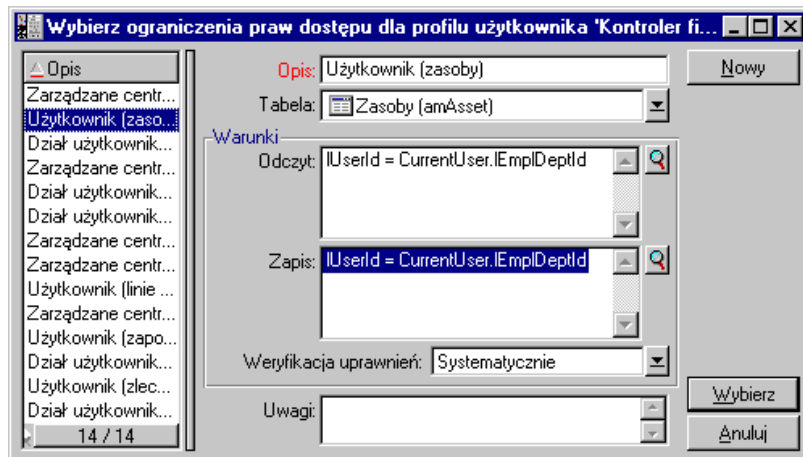 Wybierz ograniczenia praw dostępu dla profilu użytkownika 'Kontroler fi...
Opis
Zarządzane centr...
Użytkownik (zaso...
Dział użytkownik...
Zarządzane centr...
Dział użytkownik...
Dział użytkownik...
Zarządzane centr...
Zarządzane centr...
Użytkownik (linie ...
Zarządzane centr...
Użytkownik (zapo...
Dział użytkownik...
Użytkownik (zlec...
Dział użytkownik...
14 / 14
Opis: Użytkownik (zasoby)
Tabela: Zasoby (amAsset)
Warunki
Odczyt: lUserId = CurrentUser.lEmplDeptId
Zapis: lUserId = CurrentUser.lEmplDeptId
Weryfikacja uprawnień: Systematycznie
Uwagi:
Nowy
Wybierz
Anuluj